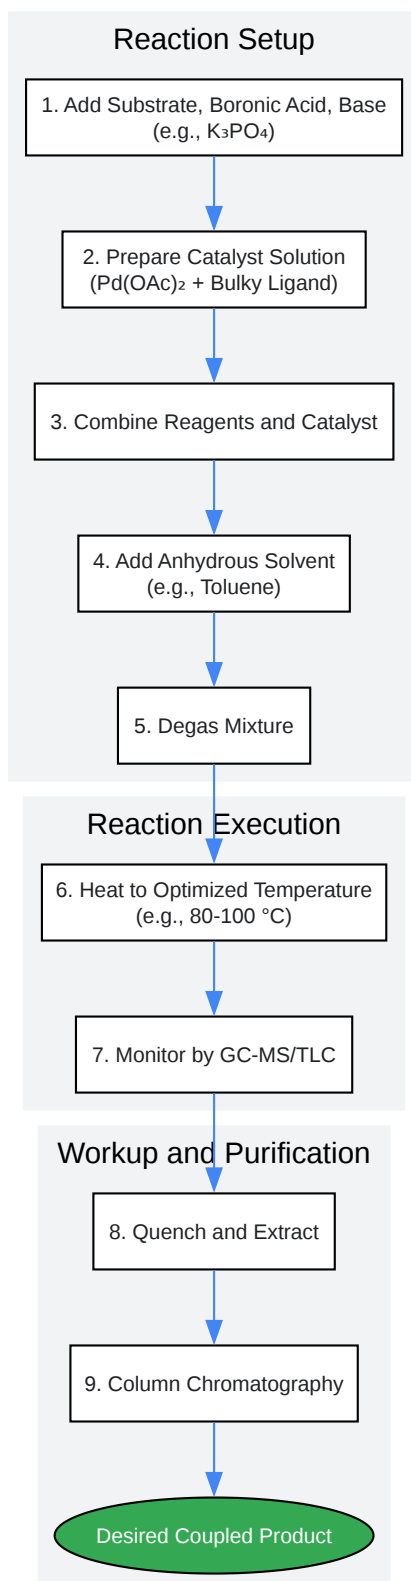 Reaction Setup
1. Add Substrate, Boronic Acid, Base
(e.g., K₃PO₄)
2. Prepare Catalyst Solution
(Pd(OAc)₂ + Bulky Ligand)
3. Combine Reagents and Catalyst
4. Add Anhydrous Solvent
(e.g., Toluene)
5. Degas Mixture
Reaction Execution
6. Heat to Optimized Temperature
(e.g., 80-100 °C)
7. Monitor by GC-MS/TLC
Workup and Purification
8. Quench and Extract
9. Column Chromatography
Desired Coupled Product